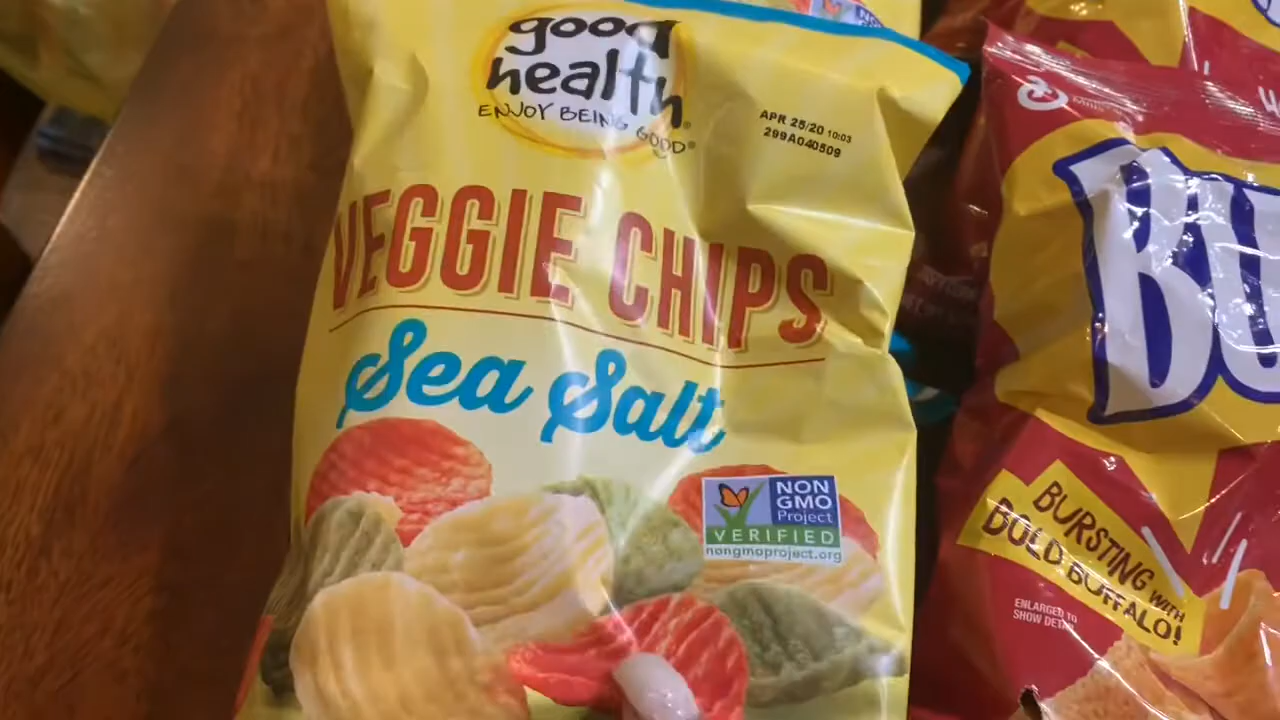 good
health®
ENJOY BEING GOOD®
APR 25/20 10:03
299A040509
VEGGIE CHIPS
Sea Salt
NON
GMO
Project
VERIFIED
nongmoproject.org
BU
BURSTING WITH
BOLD BUFFALO!
ENLARGED TO
SHOW DETAIL